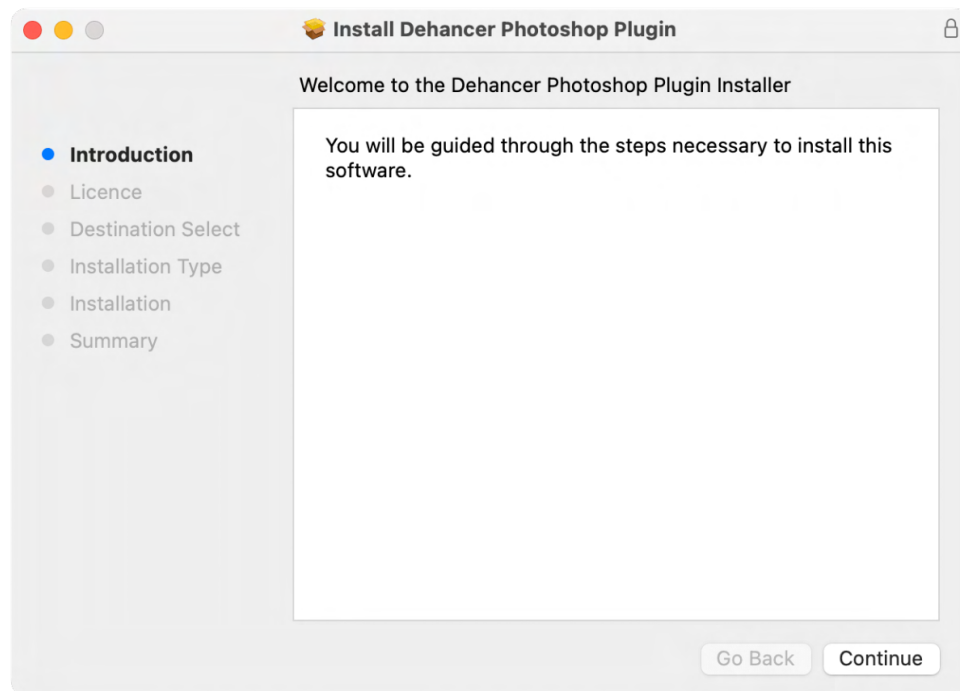 Install Dehancer Photoshop Plugin
Welcome to the Dehancer Photoshop Plugin Installer
Introduction
Licence
Destination Select
Installation Type
Installation
Summary
You will be guided through the steps necessary to install this
software.
Go Back
Continue